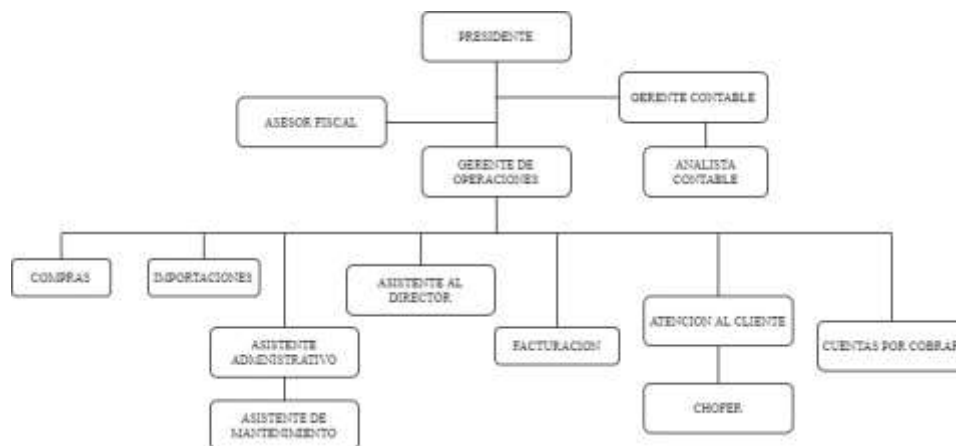 PRESIDENTE
GERENTE CONTABLE
ASESOR FISCAL
GERENTE DE
OPERACIONES
ANALISTA
CONTABLE
COMPRAS
IMPORTACIONES
ASISTENTE AL
DIRECTOR
ATENCION AL CLIENTE
ASISTENTE
ADMINISTRATIVO
FACTURACION
CUENTAS POR COBRAR
CHOFER
ASISTENTE DE
MANTENIMIENTO